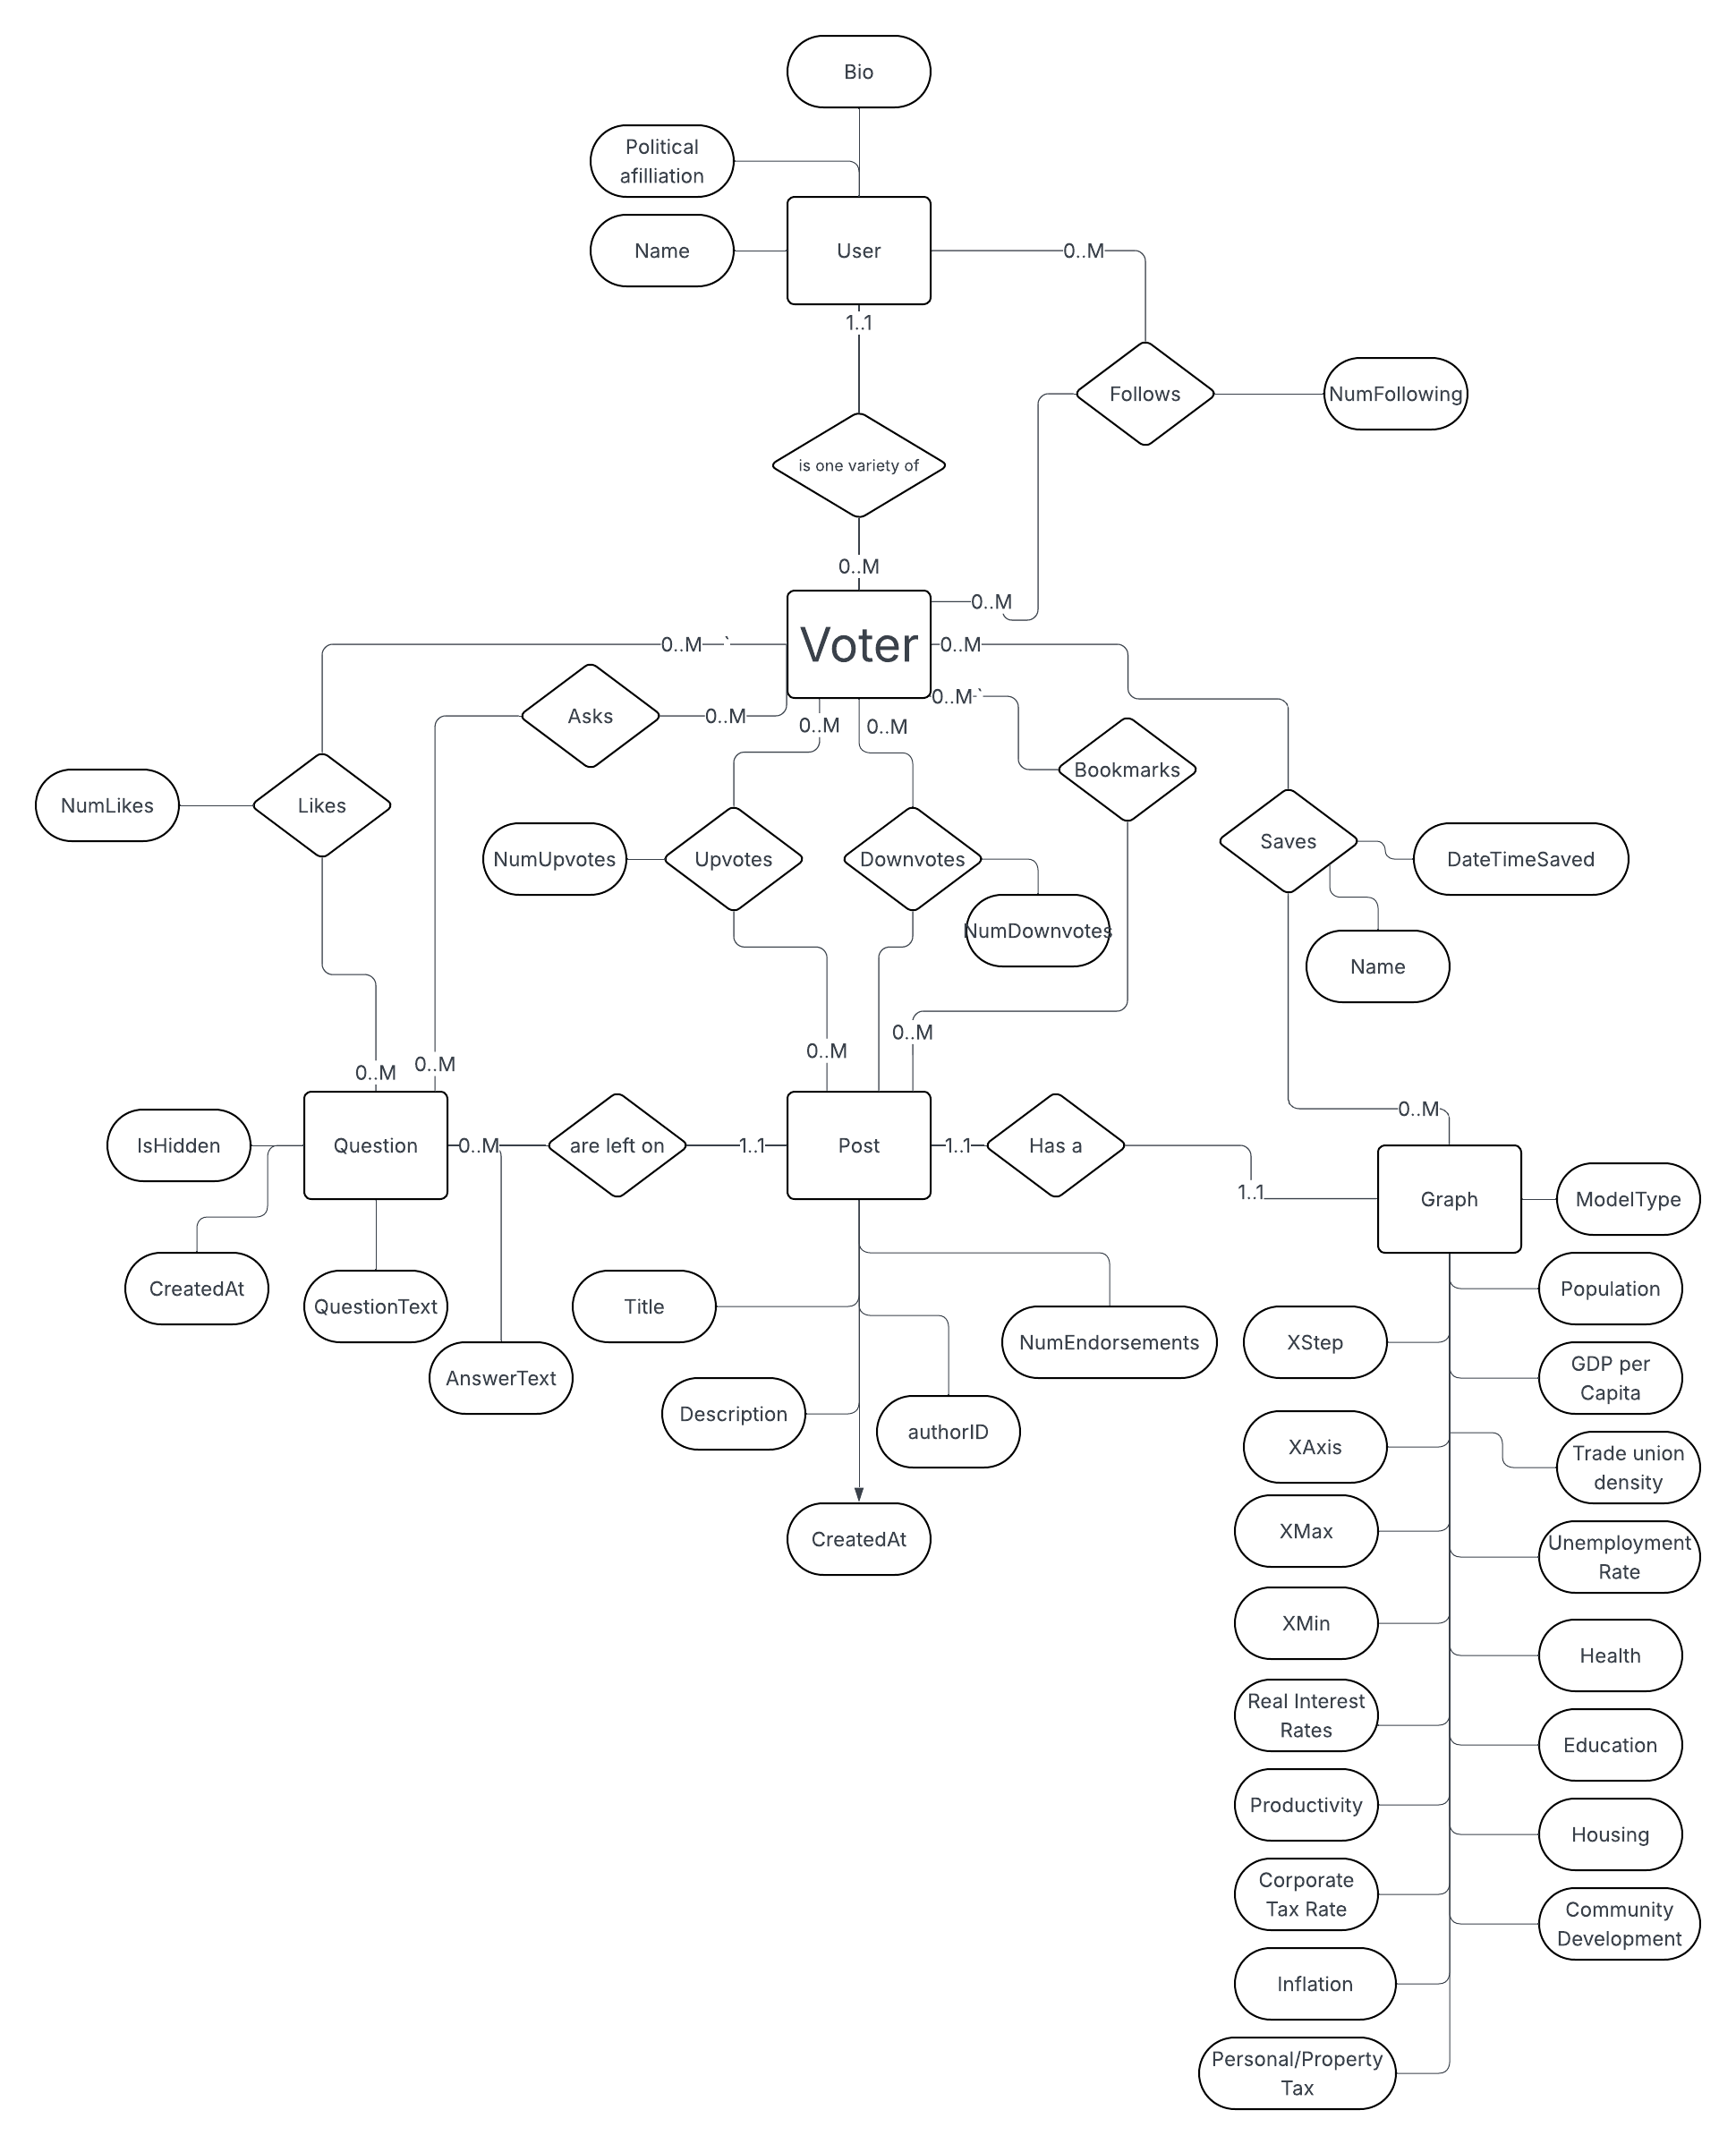 Bio
Political
afilliation
Name
User
0..M
1..1
Follows
NumFollowing
is one variety of
0..M
0..M
Voter
0..M
`
0..M
0..M
`
Asks
0..M
0..M
0..M
Bookmarks
NumLikes
Likes
NumUpvotes
Upvotes
Downvotes
Saves
DateTimeSaved
NumDownvotes
Name
0..M
0..M
0..M
0..M
0..M
IsHidden
Question
0..M
are left on
1..1
Post
1..1
Has a
1..1
Graph
ModelType
CreatedAt
QuestionText
Title
NumEndorsements
Population
AnswerText
XStep
GDP per
Capita
Description
authorID
XAxis
Trade union
density
CreatedAt
XMax
Unemployment
Rate
XMin
Health
Real Interest
Rates
Education
Productivity
Housing
Corporate
Tax Rate
Community
Development
Inflation
Personal/Property
Tax